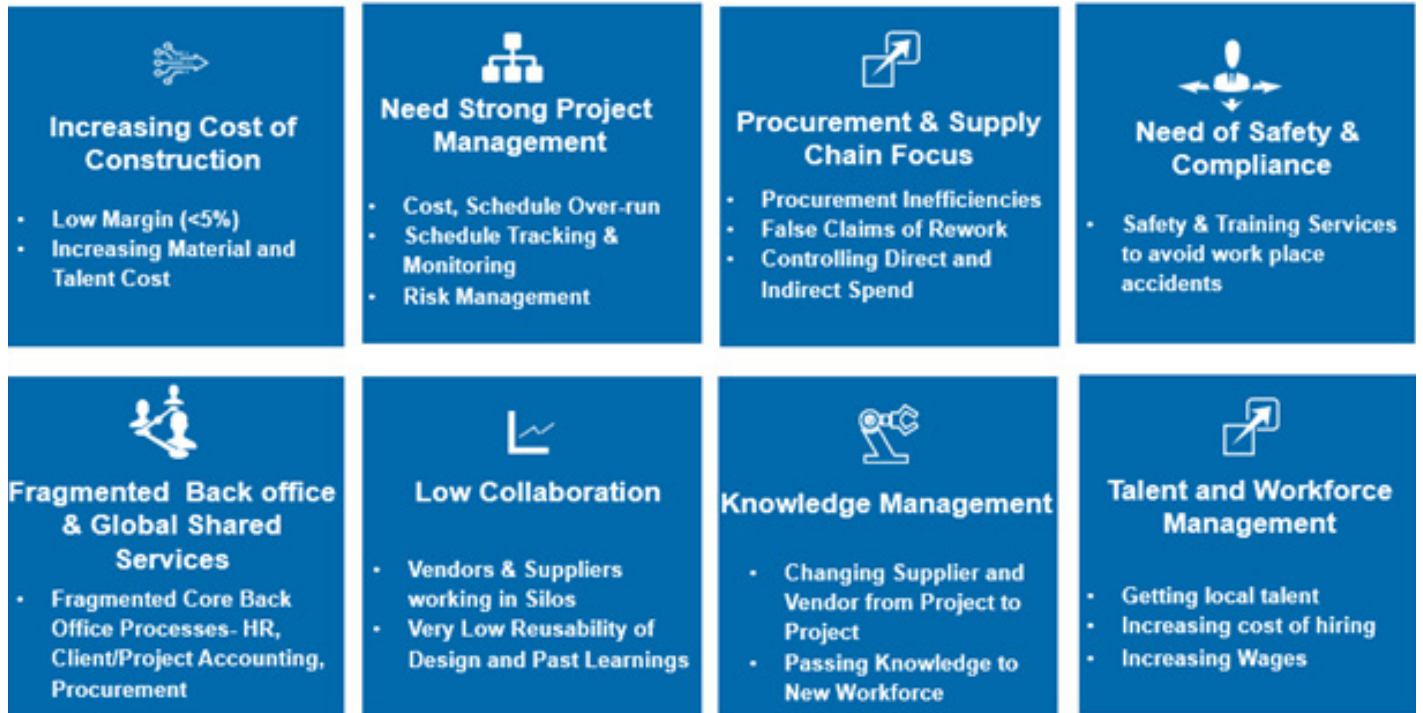 Increasing Cost of
Construction
• Low Margin (<5%)
• Increasing Material and
Talent Cost
Need Strong Project
Management
• Cost, Schedule Over-run
• Schedule Tracking &
Monitoring
• Risk Management
Procurement & Supply
Chain Focus
• Procurement Inefficiencies
• False Claims of Rework
• Controlling Direct and
Indirect Spend
Need of Safety &
Compliance
• Safety & Training Services
to avoid work place
accidents
Fragmented Back office
& Global Shared
Services
• Fragmented Core Back
Office Processes- HR,
Client/Project Accounting,
Procurement
Low Collaboration
• Vendors & Suppliers
working in Silos
• Very Low Reusability of
Design and Past Learnings
Knowledge Management
• Changing Supplier and
Vendor from Project to
Project
• Passing Knowledge to
New Workforce
Talent and Workforce
Management
• Getting local talent
• Increasing cost of hiring
• Increasing Wages